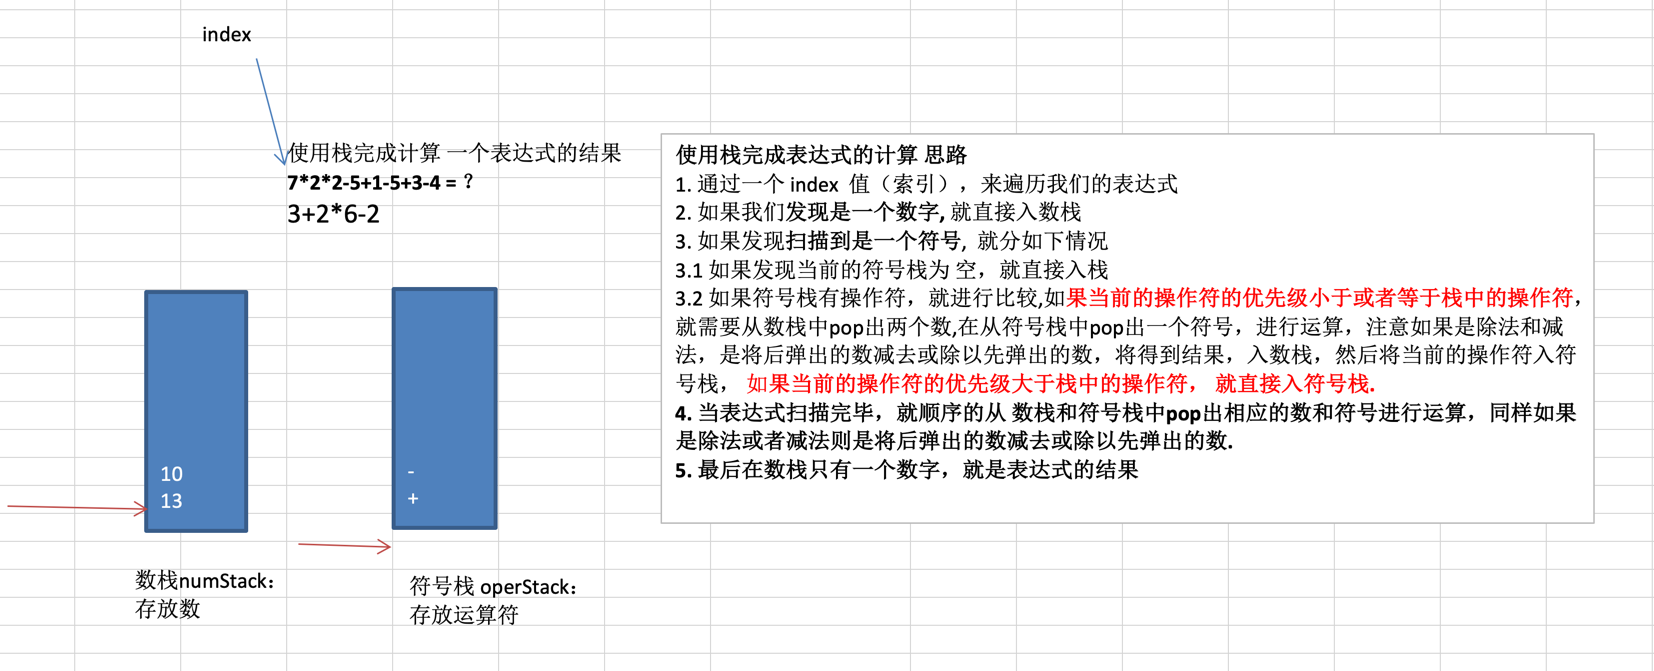 index
使用栈完成计算 一个表达式的结果
7*2*2-5+1-5+3-4 = ？
3+2*6-2
10
13
-
+
数栈numStack：
存放数
符号栈 operStack：
存放运算符
使用栈完成表达式的计算 思路
1. 通过一个 index 值（索引），来遍历我们的表达式
2. 如果我们发现是一个数字, 就直接入数栈
3. 如果发现扫描到是一个符号, 就分如下情况
3.1 如果发现当前的符号栈为 空，就直接入栈
3.2 如果符号栈有操作符，就进行比较,如果当前的操作符的优先级小于或者等于栈中的操作符，
就需要从数栈中pop出两个数,在从符号栈中pop出一个符号，进行运算，注意如果是除法和减
法，是将后弹出的数减去或除以先弹出的数，将得到结果，入数栈，然后将当前的操作符入符
号栈， 如果当前的操作符的优先级大于栈中的操作符， 就直接入符号栈.
4. 当表达式扫描完毕，就顺序的从 数栈和符号栈中pop出相应的数和符号进行运算，同样如果
是除法或者减法则是将后弹出的数减去或除以先弹出的数.
5. 最后在数栈只有一个数字，就是表达式的结果